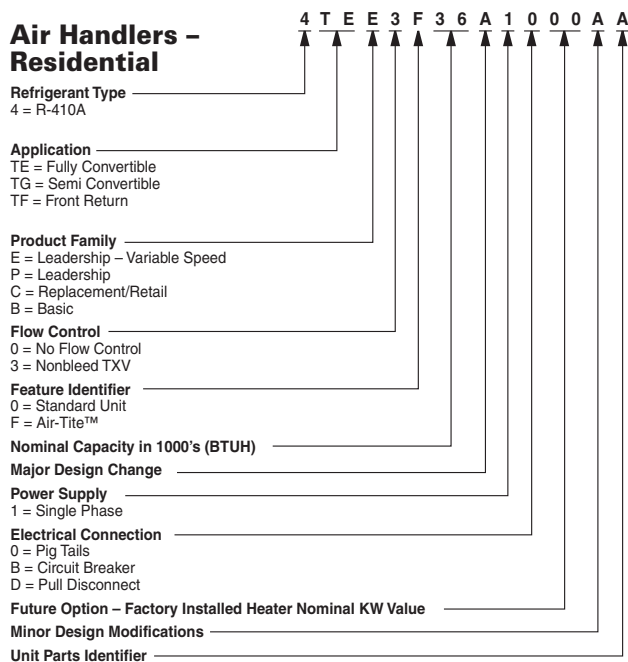 4 T E E 3 F 3 6 A 1 0 0 0 A A
Air Handlers –
Residential
Refrigerant Type
4 = R-410A
Application
TE = Fully Convertible
TG = Semi Convertible
TF = Front Return
Product Family
E = Leadership – Variable Speed
P = Leadership
C = Replacement/Retail
B = Basic
Flow Control
0 = No Flow Control
3 = Nonbleed TXV
Feature Identifier
0 = Standard Unit
F = Air-Tite™
Nominal Capacity in 1000's (BTUH)
Major Design Change
Power Supply
1 = Single Phase
Electrical Connection
0 = Pig Tails
B = Circuit Breaker
D = Pull Disconnect
Future Option – Factory Installed Heater Nominal KW Value
Minor Design Modifications
Unit Parts Identifier